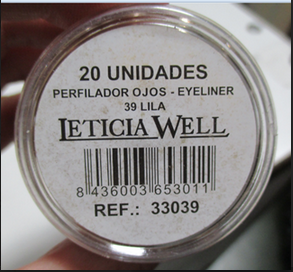 20 UNIDADES
PERFILADOR OJOS - EYELINER
39 LILA
LETICIA WELL
8 436003 653011
REF.: 33039